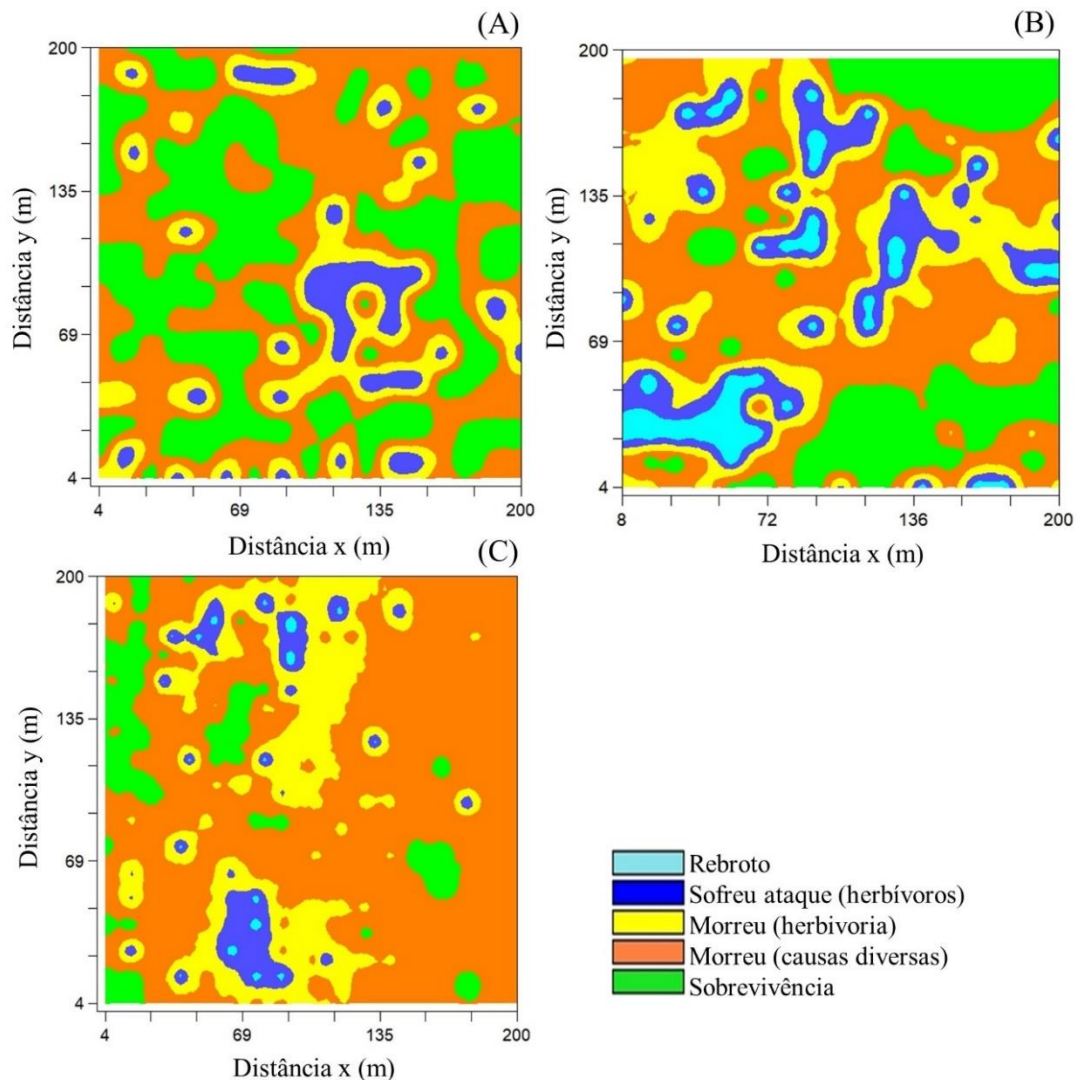 (A)
200
135
69
4
Distância y (m)
4 69 135 200
Distância x (m)
(B)
200
135
69
4
Distância y (m)
8 72 136 200
Distância x (m)
(C)
200
135
69
4
Distância y (m)
4 69 135 200
Distância x (m)
Rebroto
Sofreu ataque (herbívoros)
Morreu (herbivoria)
Morreu (causas diversas)
Sobrevivência